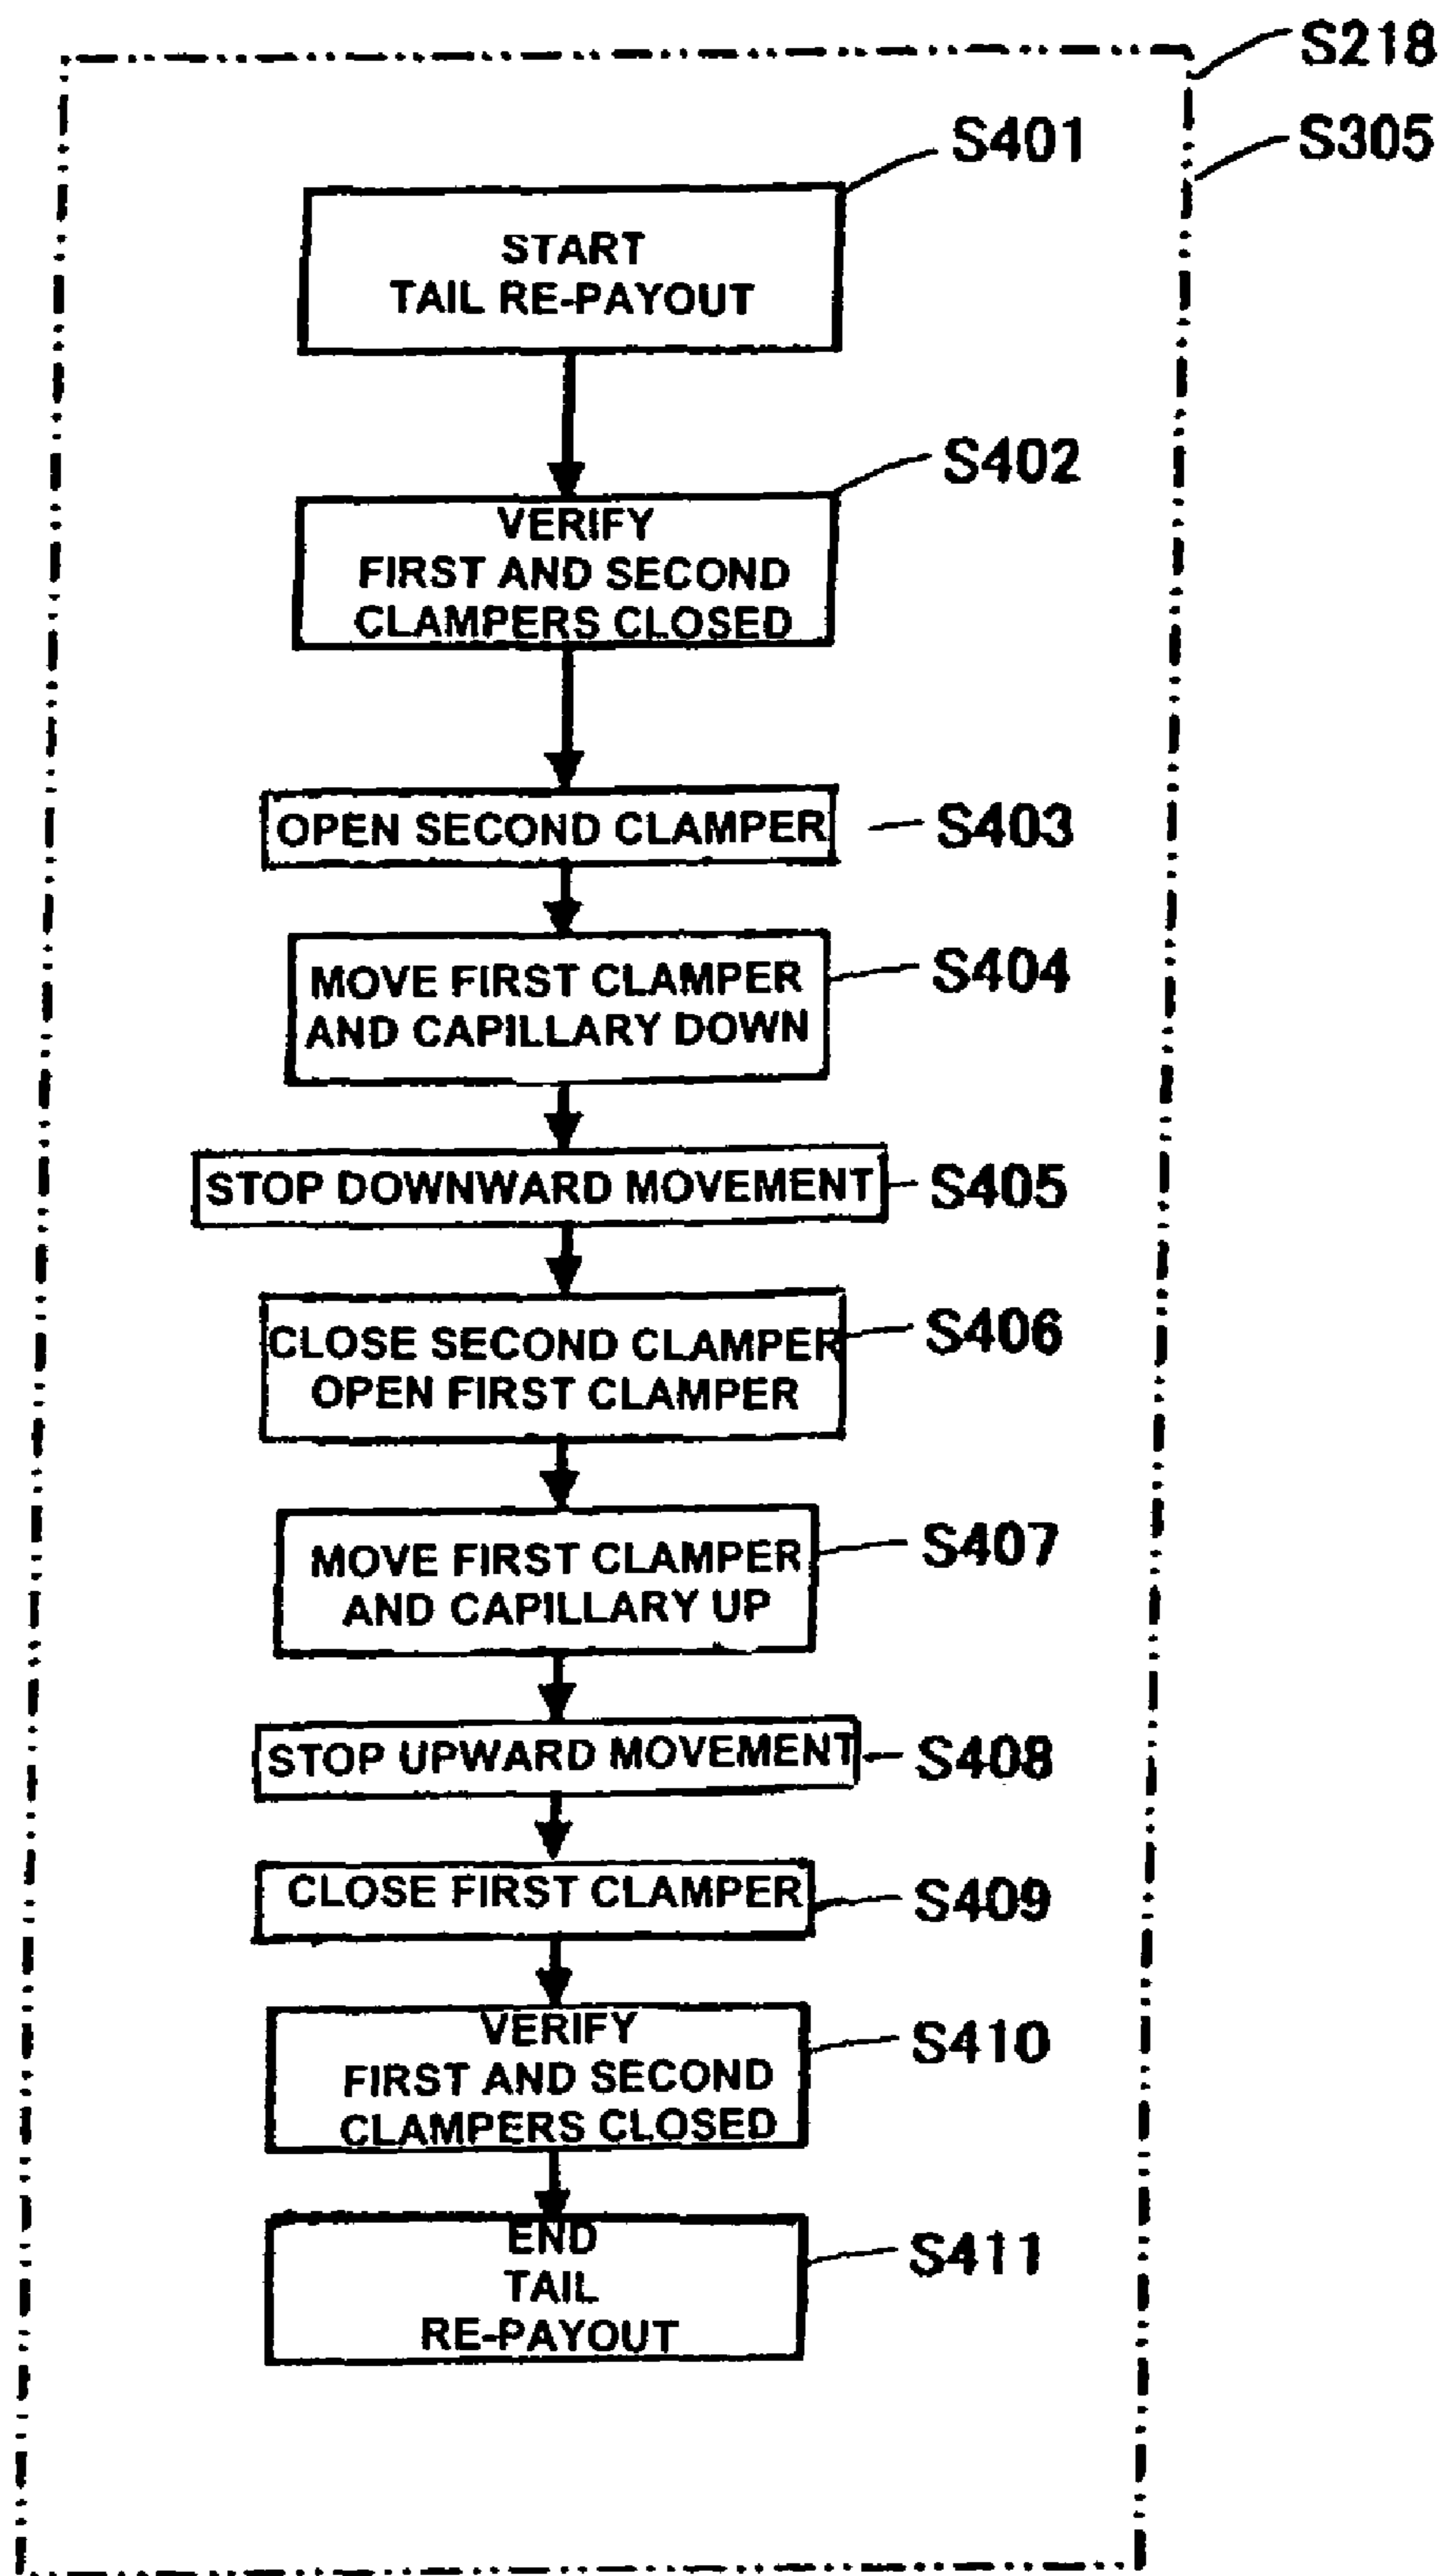 S218
S305
S401
START
TAIL RE-PAYOUT
S402
VERIFY
FIRST AND SECOND
CLAMPERS CLOSED
OPEN SECOND CLAMPER
S403
MOVE FIRST CLAMPER
AND CAPILLARY DOWN
S404
STOP DOWNWARD MOVEMENT
S405
CLOSE SECOND CLAMPER
OPEN FIRST CLAMPER
S406
MOVE FIRST CLAMPER
AND CAPILLARY UP
S407
STOP UPWARD MOVEMENT
S408
CLOSE FIRST CLAMPER
S409
VERIFY
FIRST AND SECOND
CLAMPERS CLOSED
S410
END
TAIL
RE-PAYOUT
S411